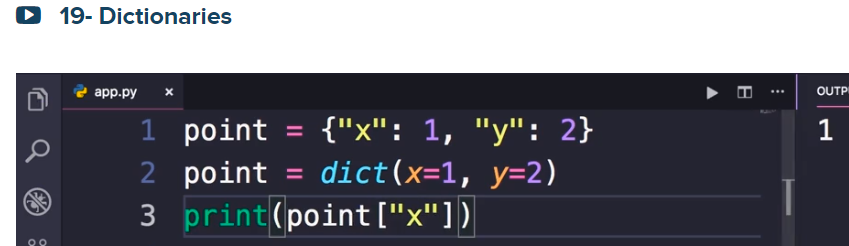 19- Dictionaries
app.py ×
OUTP
1 point = {"x": 1, "y": 2}
2 point = dict(x=1, y=2)
3 print(point["x"])
1